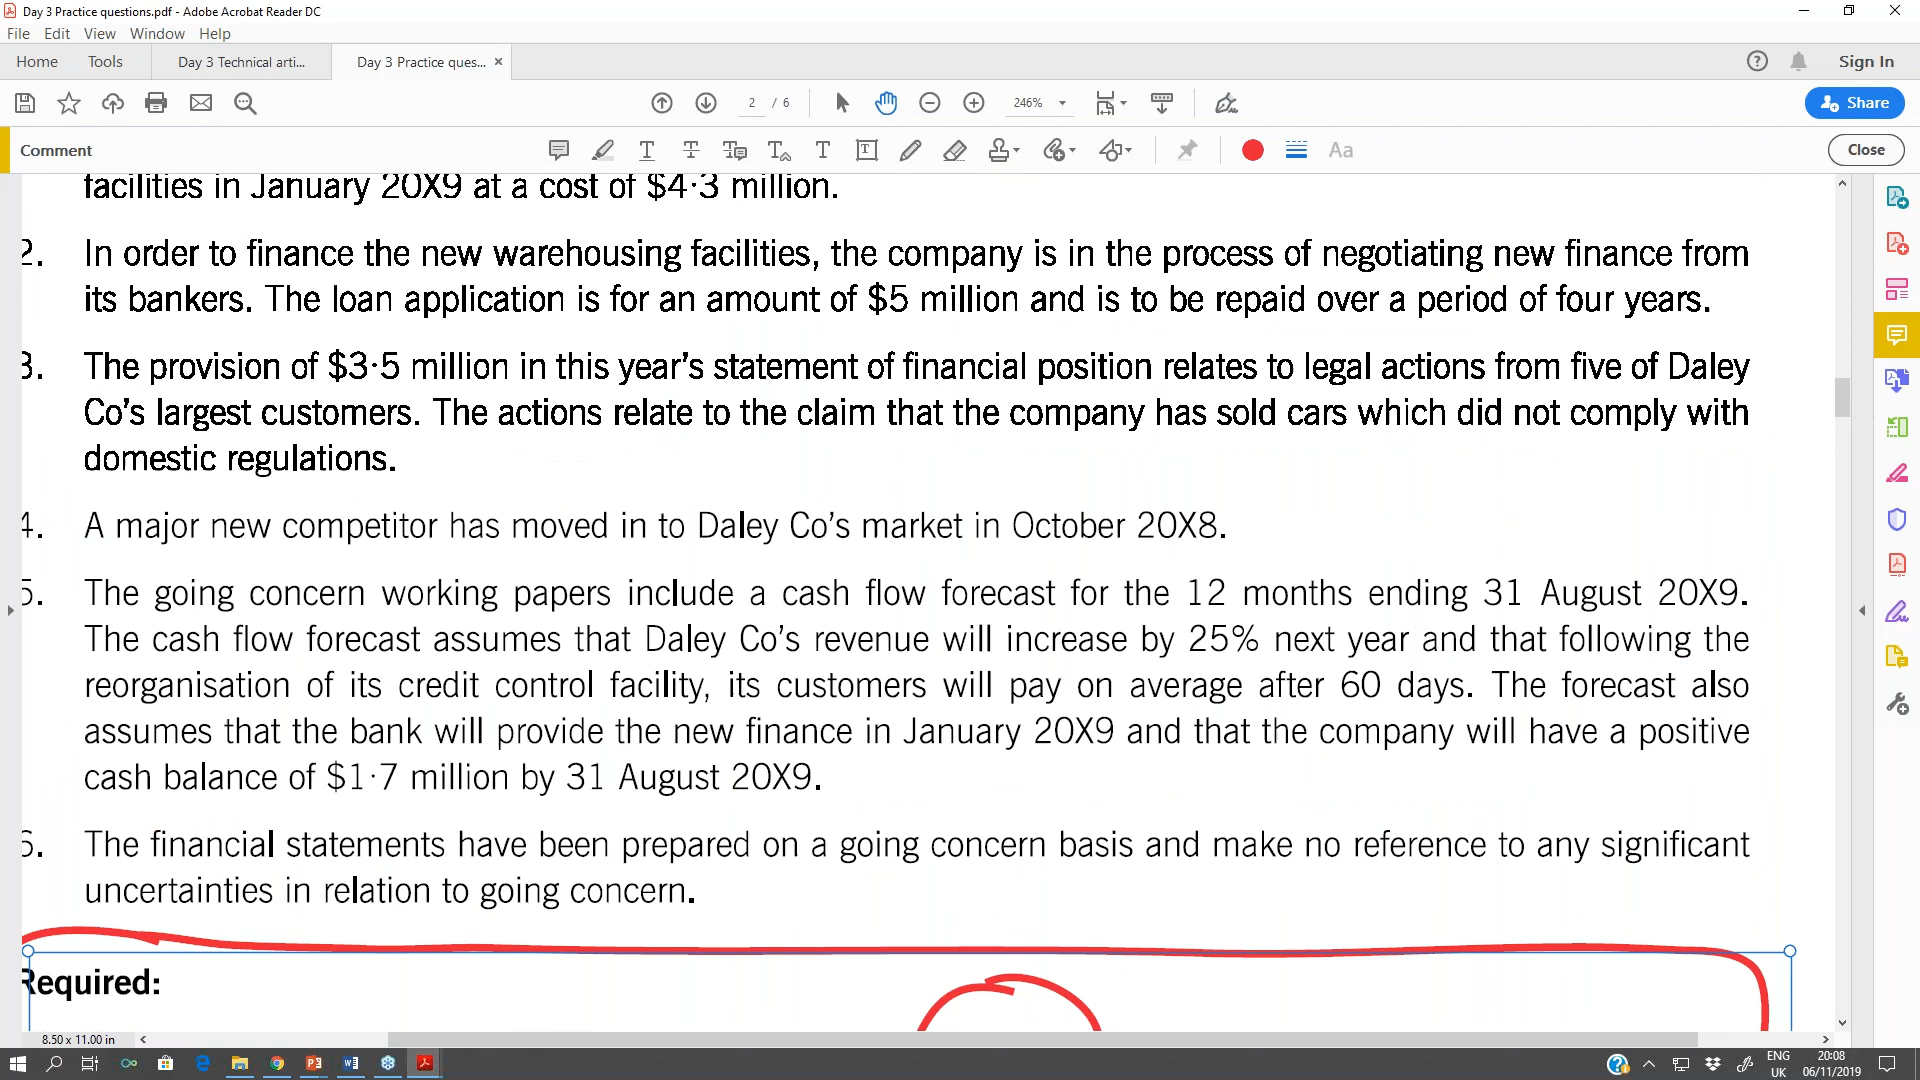 Day 3 Practice questions.pdf - Adobe Acrobat Reader DC
File Edit View Window Help
Home Tools Day 3 Technical arti... Day 3 Practice ques... × Sign In
2 / 6 246% Share
Comment Aa Close
facilities in January 20X9 at a cost of $4·3 million.
2. In order to finance the new warehousing facilities, the company is in the process of negotiating new finance from
its bankers. The loan application is for an amount of $5 million and is to be repaid over a period of four years.
3. The provision of $3·5 million in this year's statement of financial position relates to legal actions from five of Daley
Co's largest customers. The actions relate to the claim that the company has sold cars which did not comply with
domestic regulations.
4. A major new competitor has moved in to Daley Co's market in October 20X8.
5. The going concern working papers include a cash flow forecast for the 12 months ending 31 August 20X9.
The cash flow forecast assumes that Daley Co's revenue will increase by 25% next year and that following the
reorganisation of its credit control facility, its customers will pay on average after 60 days. The forecast also
assumes that the bank will provide the new finance in January 20X9 and that the company will have a positive
cash balance of $1·7 million by 31 August 20X9.
6. The financial statements have been prepared on a going concern basis and make no reference to any significant
uncertainties in relation to going concern.
Required:
8.50 x 11.00 in
ENG 20:08
UK 06/11/2019